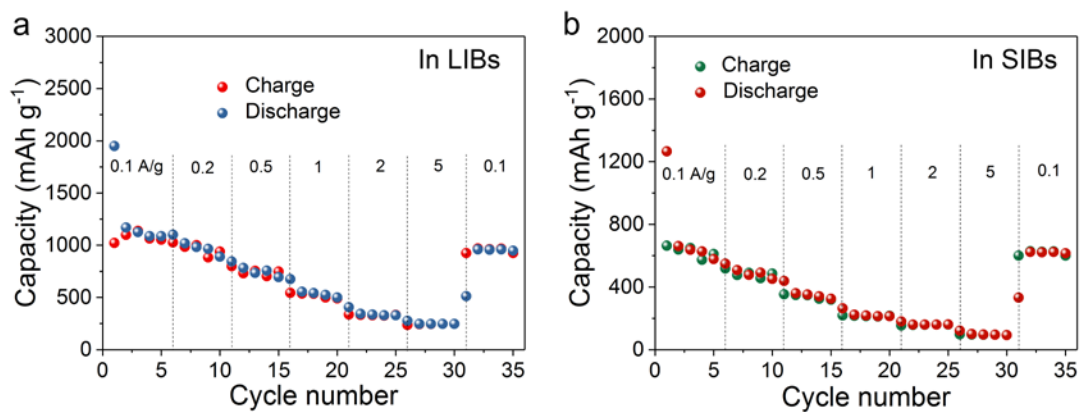 a
In LIBs
Charge
Discharge
0.1 A/g 0.2 0.5 1 2 5 0.1
3000
2500
2000
1500
1000
500
0
Capacity (mAh g⁻¹)
0 5 10 15 20 25 30 35
Cycle number
b
In SIBs
Charge
Discharge
0.1 A/g 0.2 0.5 1 2 5 0.1
2000
1600
1200
800
400
0
Capacity (mAh g⁻¹)
0 5 10 15 20 25 30 35
Cycle number